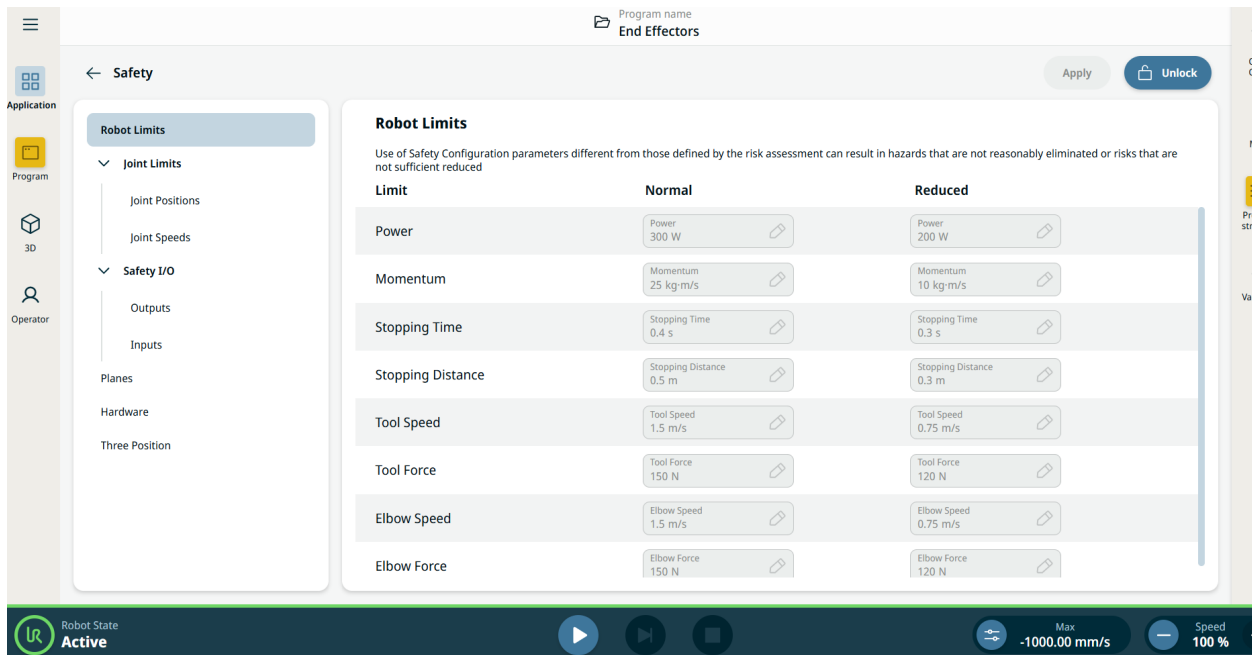 Program name
End Effectors
Application
Program
3D
Operator
Safety
Apply
Unlock
Robot Limits
Joint Limits
Joint Positions
Joint Speeds
Safety I/O
Outputs
Inputs
Planes
Hardware
Three Position
Robot Limits
Use of Safety Configuration parameters different from those defined by the risk assessment can result in hazards that are not reasonably eliminated or risks that are
not sufficient reduced
Limit Normal Reduced
Power
Power
300 W
Power
200 W
Momentum
Momentum
25 kg·m/s
Momentum
10 kg·m/s
Stopping Time
Stopping Time
0.4 s
Stopping Time
0.3 s
Stopping Distance
Stopping Distance
0.5 m
Stopping Distance
0.3 m
Tool Speed
Tool Speed
1.5 m/s
Tool Speed
0.75 m/s
Tool Force
Tool Force
150 N
Tool Force
120 N
Elbow Speed
Elbow Speed
1.5 m/s
Elbow Speed
0.75 m/s
Elbow Force
Elbow Force
150 N
Elbow Force
120 N
UR
Robot State
Active
Max
-1000.00 mm/s
Speed
100 %